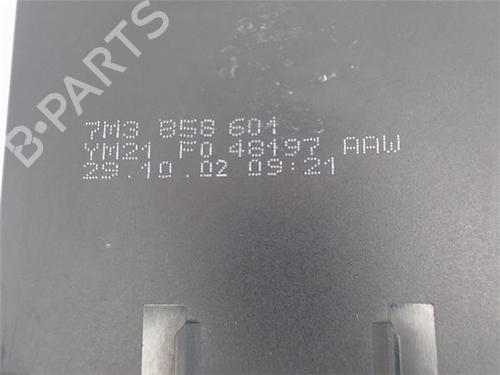 B-PARTS
7M3 858 601
YM21 F0 48197 AAW
29.10.02 09:21